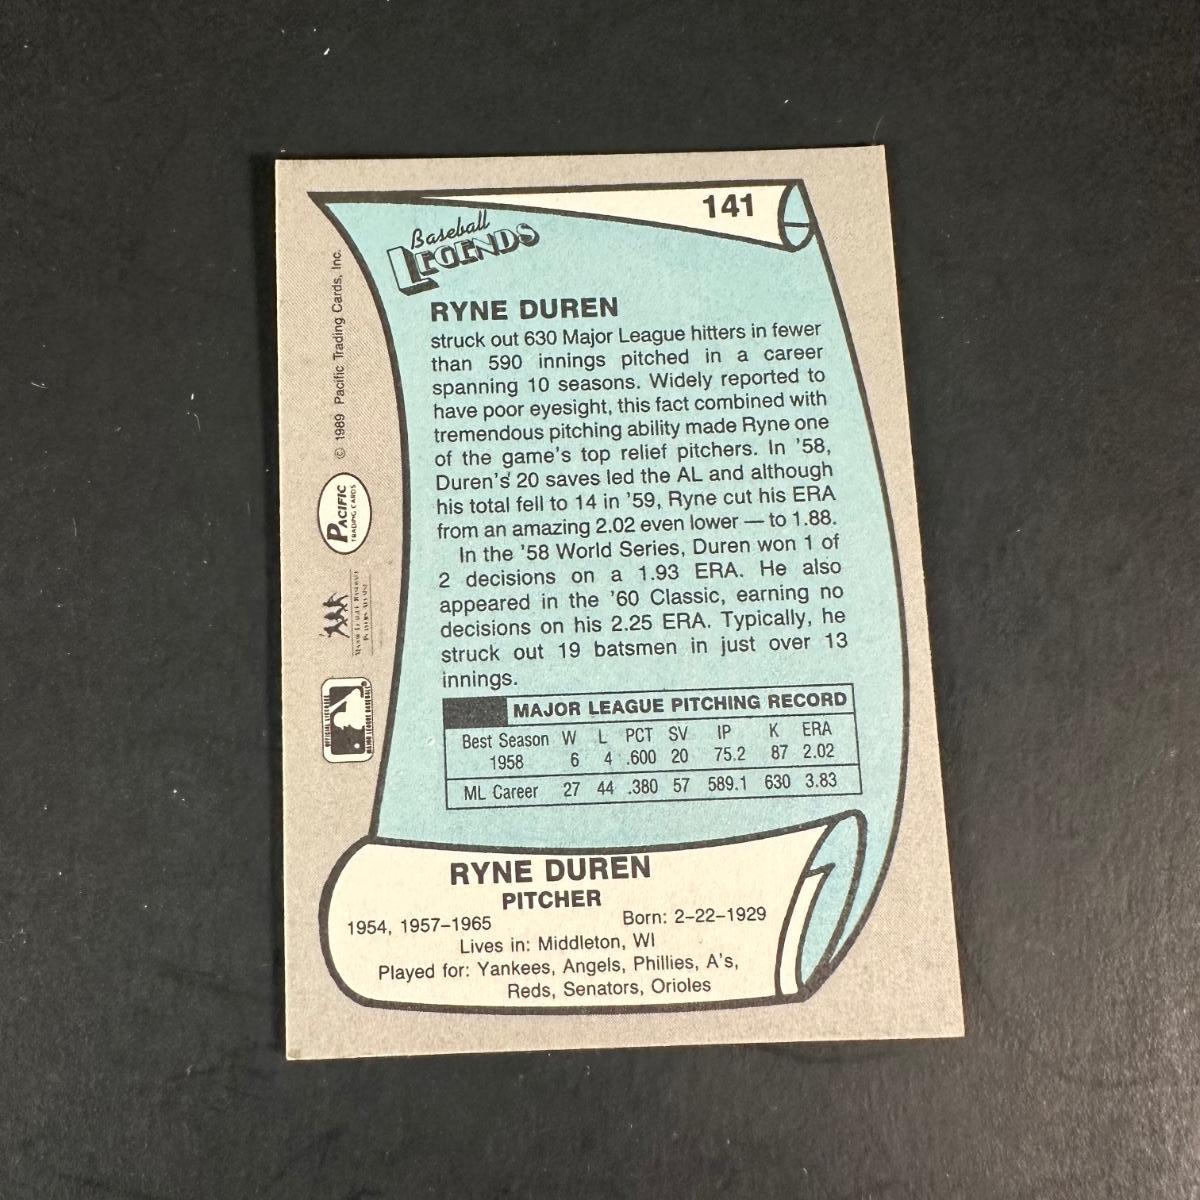 141
Baseball
LEGENDS
RYNE DUREN
struck out 630 Major League hitters in fewer
than 590 innings pitched in a career
spanning 10 seasons. Widely reported to
have poor eyesight, this fact combined with
tremendous pitching ability made Ryne one
of the game's top relief pitchers. In '58,
Duren's 20 saves led the AL and although
his total fell to 14 in '59, Ryne cut his ERA
from an amazing 2.02 even lower — to 1.88.
In the '58 World Series, Duren won 1 of
2 decisions on a 1.93 ERA. He also
appeared in the '60 Classic, earning no
decisions on his 2.25 ERA. Typically, he
struck out 19 batsmen in just over 13
innings.
MAJOR LEAGUE PITCHING RECORD
Best Season W L PCT SV IP K ERA
1958 6 4 .600 20 75.2 87 2.02
ML Career 27 44 .380 57 589.1 630 3.83
RYNE DUREN
PITCHER
1954, 1957–1965 Born: 2–22–1929
Lives in: Middleton, WI
Played for: Yankees, Angels, Phillies, A's,
Reds, Senators, Orioles
© 1989 Pacific Trading Cards, Inc.
PACIFIC
TRADING CARDS
OFFICIAL LICENSEE
MAJOR LEAGUE BASEBALL®